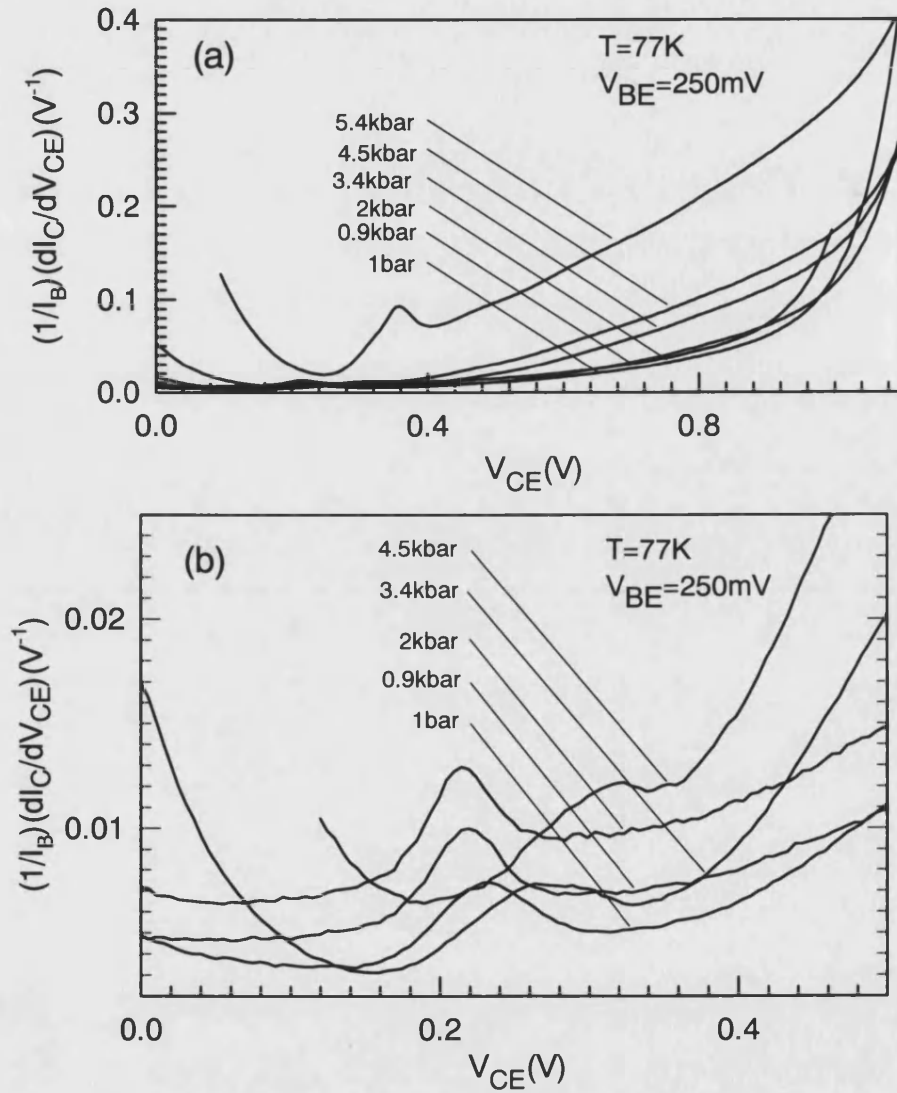 (a)
T=77K
V_BE=250mV
(1/I_B)(dI_C/dV_CE)(V⁻¹)
0.4
0.3
0.2
0.1
0.0
5.4kbar
4.5kbar
3.4kbar
2kbar
0.9kbar
1bar
0.0
0.4
0.8
V_CE(V)
(b)
T=77K
V_BE=250mV
(1/I_B)(dI_C/dV_CE)(V⁻¹)
0.02
0.01
4.5kbar
3.4kbar
2kbar
0.9kbar
1bar
0.0
0.2
0.4
V_CE(V)